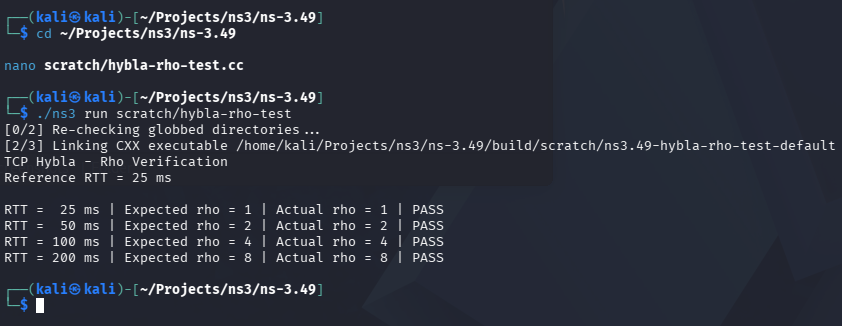 ┌──(kali㉿kali)-[~/Projects/ns3/ns-3.49]
└─$ cd ~/Projects/ns3/ns-3.49
nano scratch/hybla-rho-test.cc
┌──(kali㉿kali)-[~/Projects/ns3/ns-3.49]
└─$ ./ns3 run scratch/hybla-rho-test
[0/2] Re-checking globbed directories...
[2/3] Linking CXX executable /home/kali/Projects/ns3/ns-3.49/build/scratch/ns3.49-hybla-rho-test-default
TCP Hybla - Rho Verification
Reference RTT = 25 ms
RTT =  25 ms | Expected rho = 1 | Actual rho = 1 | PASS
RTT =  50 ms | Expected rho = 2 | Actual rho = 2 | PASS
RTT = 100 ms | Expected rho = 4 | Actual rho = 4 | PASS
RTT = 200 ms | Expected rho = 8 | Actual rho = 8 | PASS
┌──(kali㉿kali)-[~/Projects/ns3/ns-3.49]
└─$